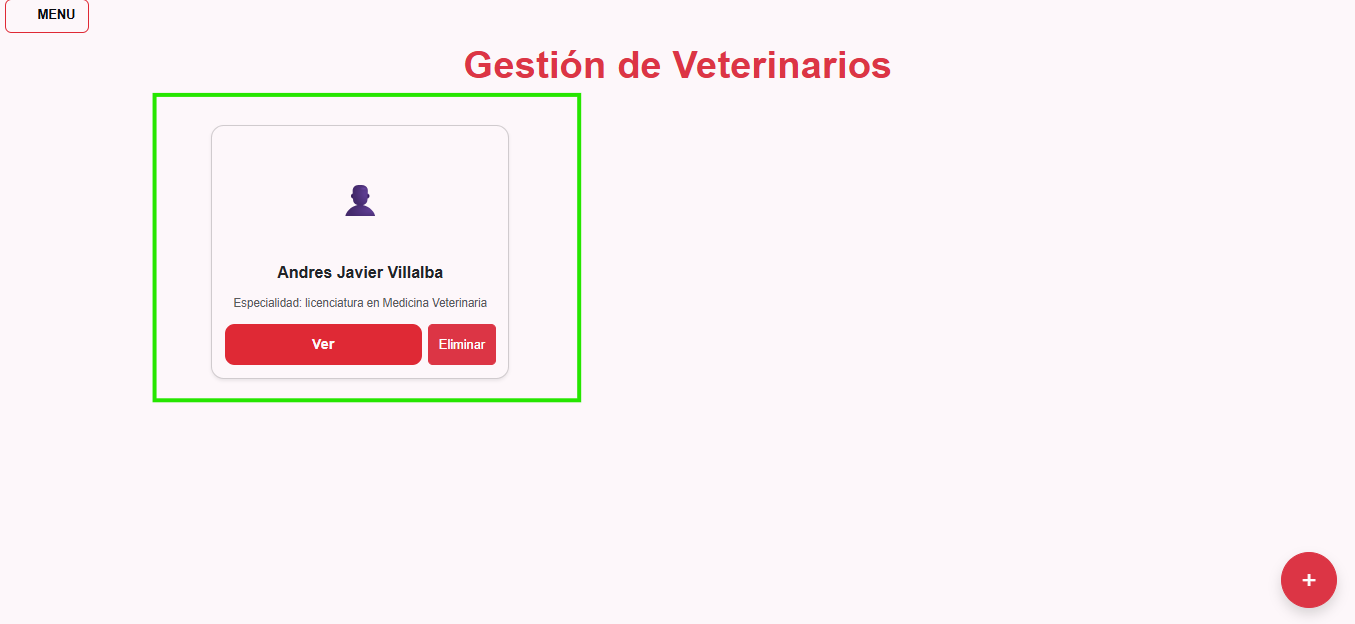 MENU
Gestión de Veterinarios
Andres Javier Villalba
Especialidad: licenciatura en Medicina Veterinaria
Ver
Eliminar
+